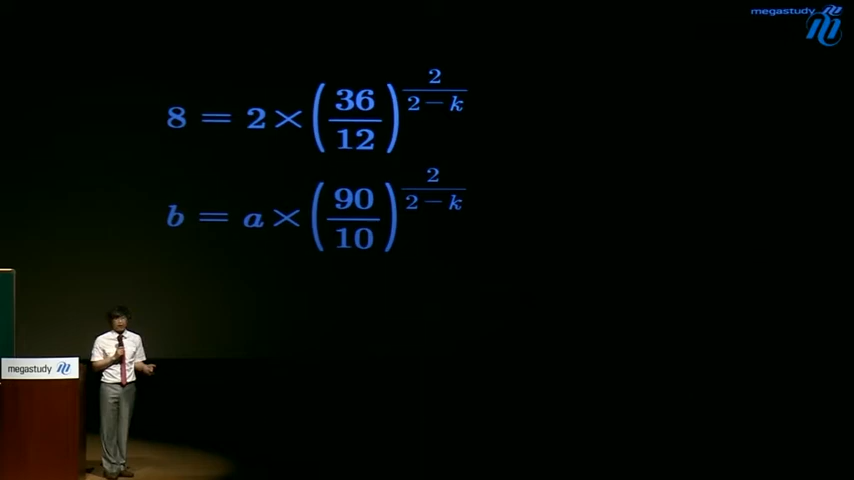 megastudy
8 = 2 × (36/12)^(2/(2 − k))
b = a × (90/10)^(2/(2 − k))
megastudy